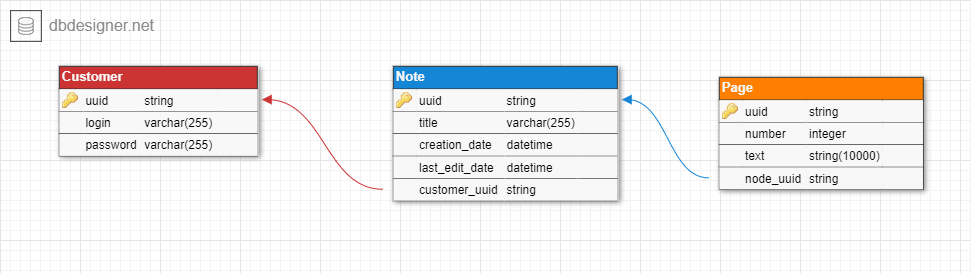 dbdesigner.net
Customer
uuid string
login varchar(255)
password varchar(255)
Note
uuid string
title varchar(255)
creation_date datetime
last_edit_date datetime
customer_uuid string
Page
uuid string
number integer
text string(10000)
node_uuid string